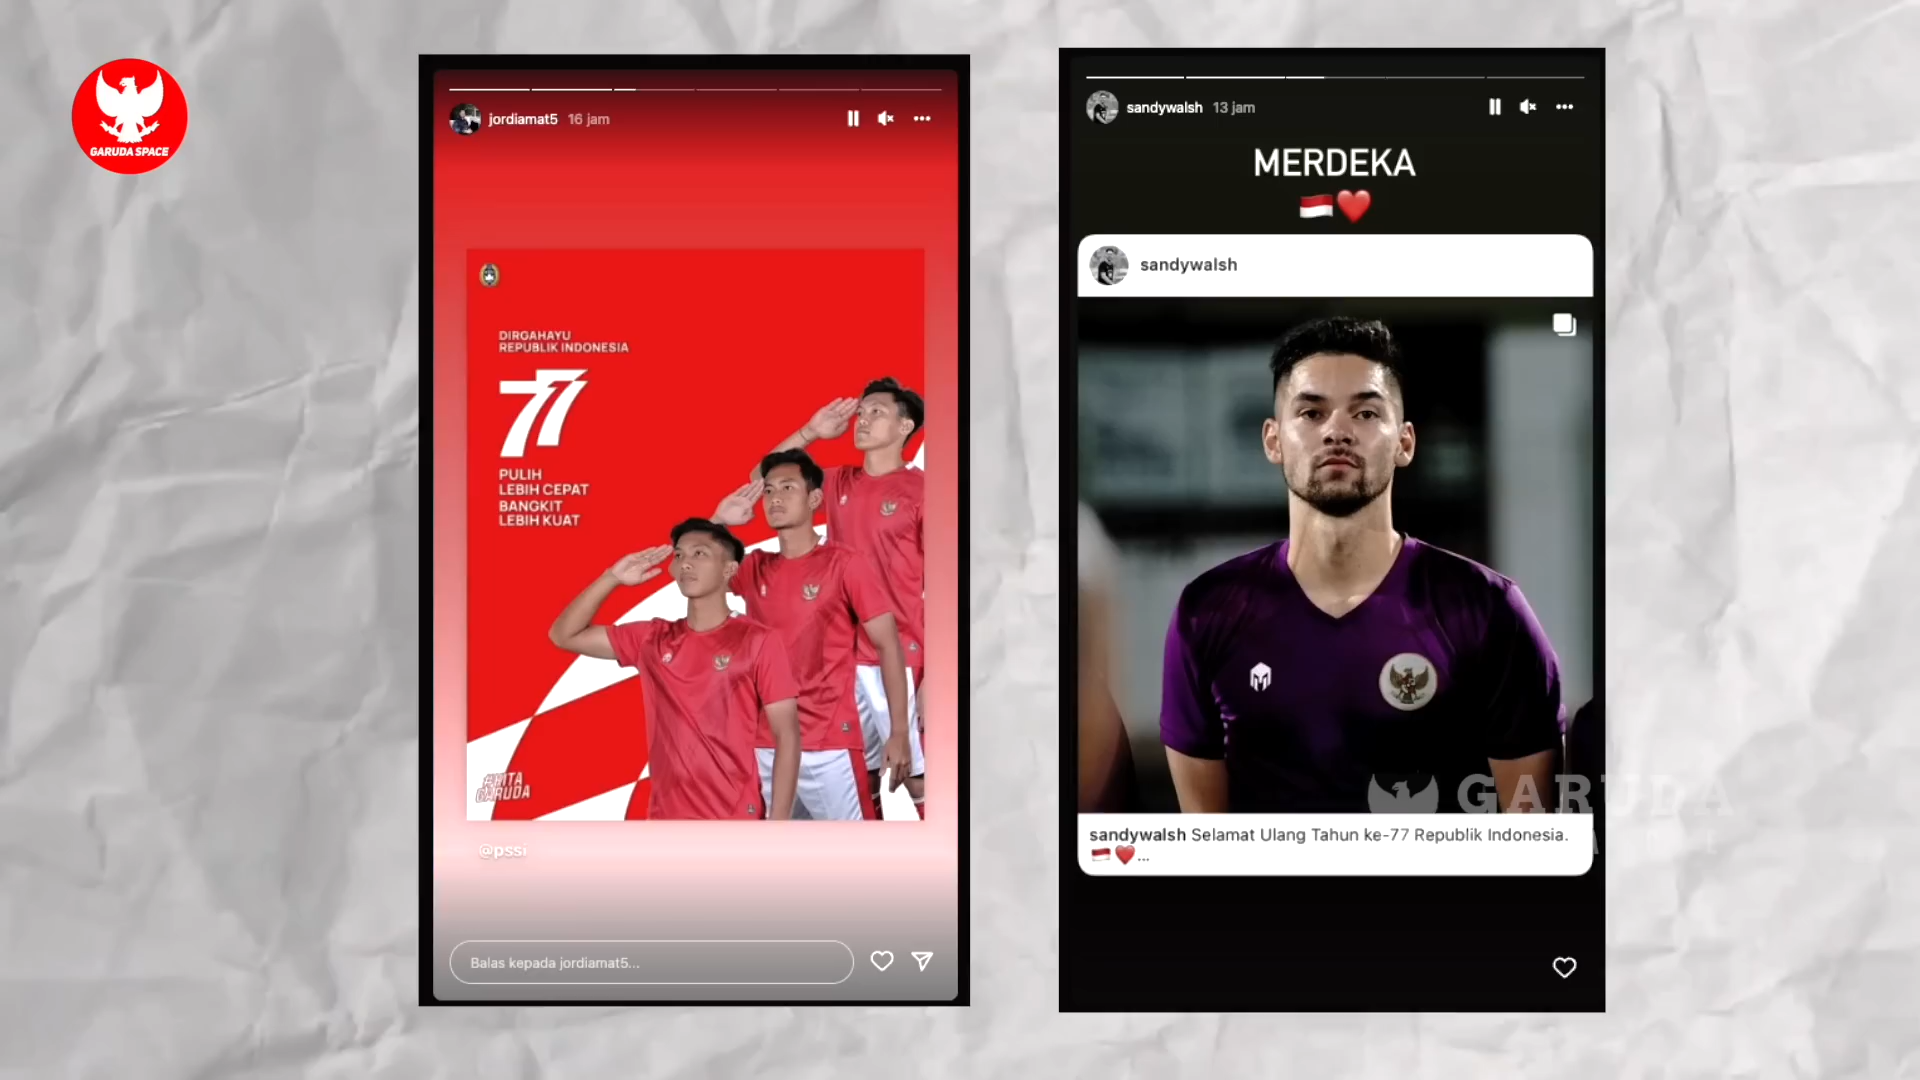 GARUDA SPACE
jordiamat5 16 jam
DIRGAHAYU
REPUBLIK INDONESIA
77
PULIH
LEBIH CEPAT
BANGKIT
LEBIH KUAT
#KITA
GARUDA
@pssi
Balas kepada jordiamat5...
sandywalsh 13 jam
MERDEKA
sandywalsh
GARUDA
sandywalsh Selamat Ulang Tahun ke-77 Republik Indonesia.
...